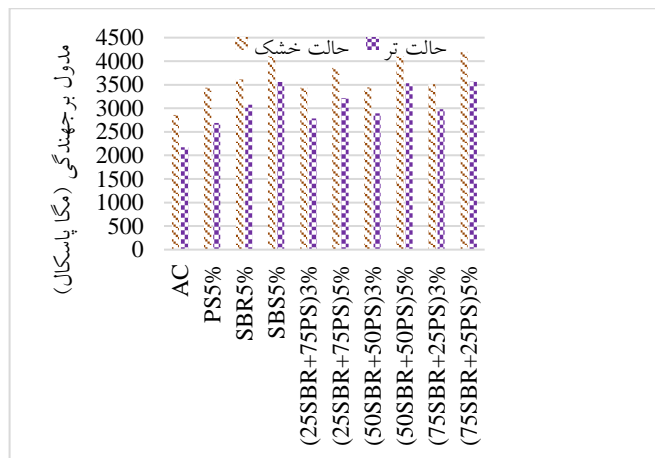 مدول برجهندگی (مگا پاسکال)
حالت خشک
حالت تر
4500
4000
3500
3000
2500
2000
1500
1000
500
0
AC
PS5%
SBR5%
SBS5%
(25SBR+75PS)3%
(25SBR+75PS)5%
(50SBR+50PS)3%
(50SBR+50PS)5%
(75SBR+25PS)3%
(75SBR+25PS)5%